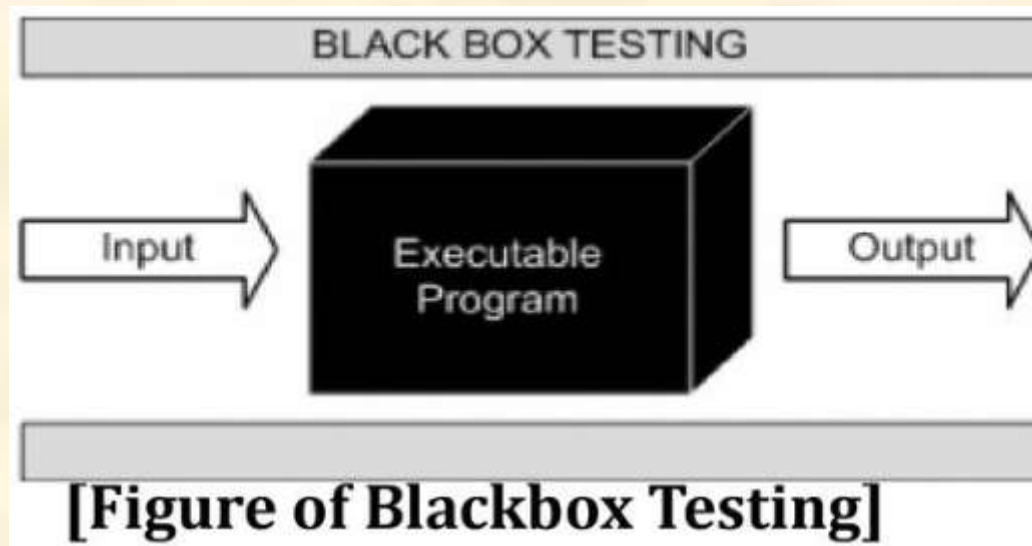 BLACK BOX TESTING
Input
Executable
Program
Output
[Figure of Blackbox Testing]